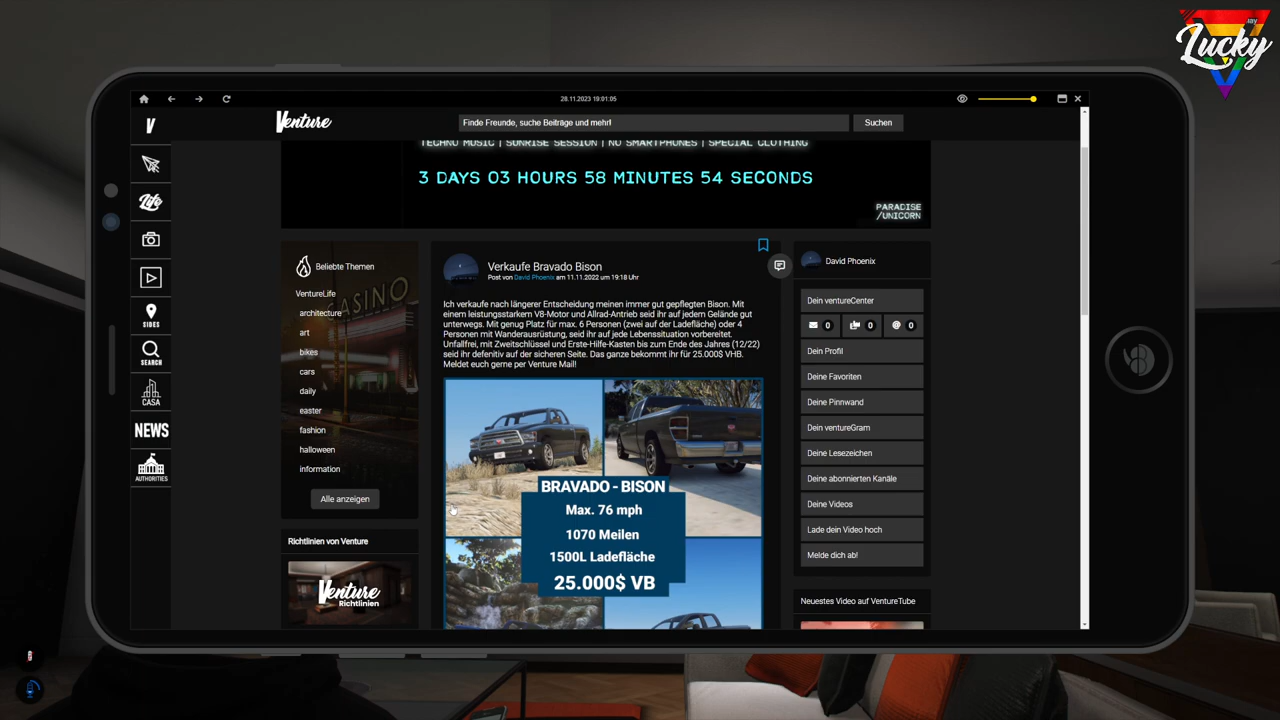 Lucky
28.11.2023 19:01:05
V
Venture
Finde Freunde, suche Beiträge und mehr!
Suchen
TECHNO MUSIC | SUNRISE SESSION | NO SMARTPHONES | SPECIAL CLOTHING
3 DAYS 03 HOURS 58 MINUTES 54 SECONDS
PARADISE
/UNICORN
Life
SIDES
SEARCH
CASA
NEWS
AUTHORITIES
Beliebte Themen
VentureLife
architecture
art
bikes
cars
daily
easter
fashion
halloween
information
Alle anzeigen
CASINO
Richtlinien von Venture
Venture
Richtlinien
Verkaufe Bravado Bison
Post von David Phoenix am 11.11.2022 um 19:18 Uhr
Ich verkaufe nach längerer Entscheidung meinen immer gut gepflegten Bison. Mit
einem leistungsstarkem V8-Motor und Allrad-Antrieb seid ihr auf jedem Gelände gut
unterwegs. Mit genug Platz für max. 6 Personen (zwei auf der Ladefläche) oder 4
Personen mit Wanderausrüstung, seid ihr auf jede Lebenssituation vorbereitet.
Unfallfrei, mit Zweitschlüssel und Erste-Hilfe-Kasten bis zum Ende des Jahres (12/22)
seid ihr defenitiv auf der sicheren Seite. Das ganze bekommt ihr für 25.000$ VHB.
Meldet euch gerne per Venture Mail!
BRAVADO - BISON
Max. 76 mph
1070 Meilen
1500L Ladefläche
25.000$ VB
David Phoenix
Dein ventureCenter
0
0
@ 0
Dein Profil
Deine Favoriten
Deine Pinnwand
Dein ventureGram
Deine Lesezeichen
Deine abonnierten Kanäle
Deine Videos
Lade dein Video hoch
Melde dich ab!
Neuestes Video auf VentureTube